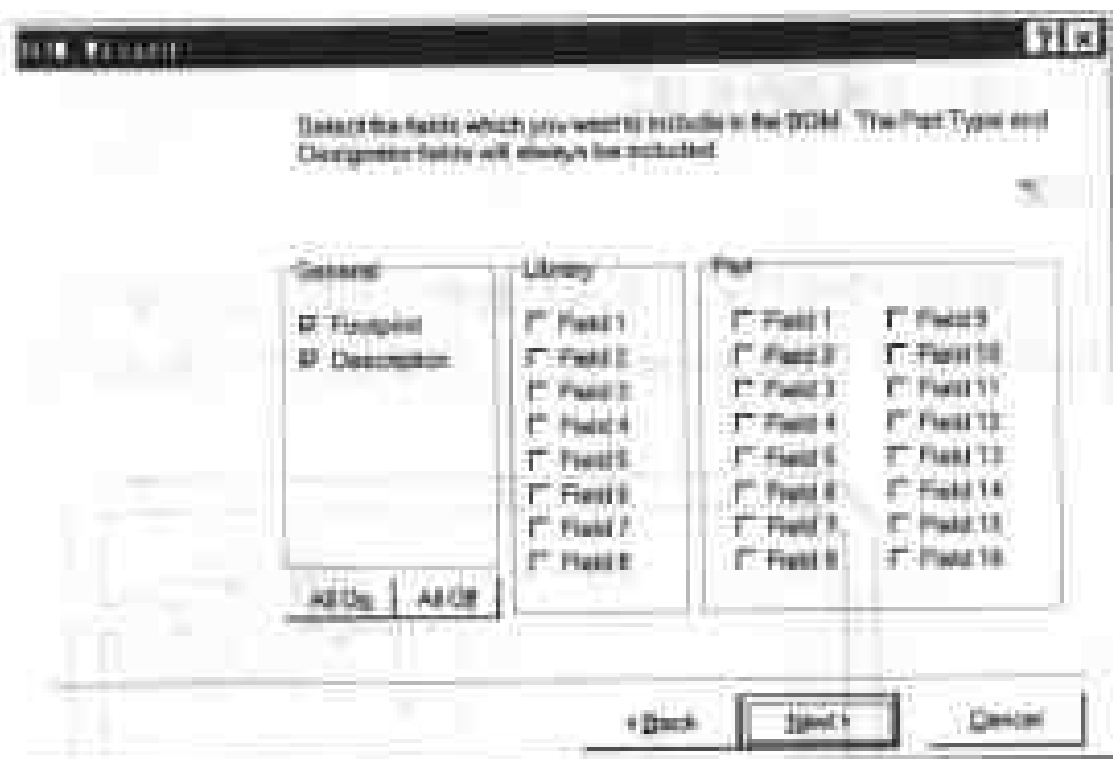 BOM Wizard
Select the fields which you want to include in the BOM. The Part Type and
Designator fields will always be included
General
Footprint
Description
All On
All Off
Library
Field 1
Field 2
Field 3
Field 4
Field 5
Field 6
Field 7
Field 8
Part
Field 1
Field 2
Field 3
Field 4
Field 5
Field 6
Field 7
Field 8
Field 9
Field 10
Field 11
Field 12
Field 13
Field 14
Field 15
Field 16
< Back
Next >
Cancel